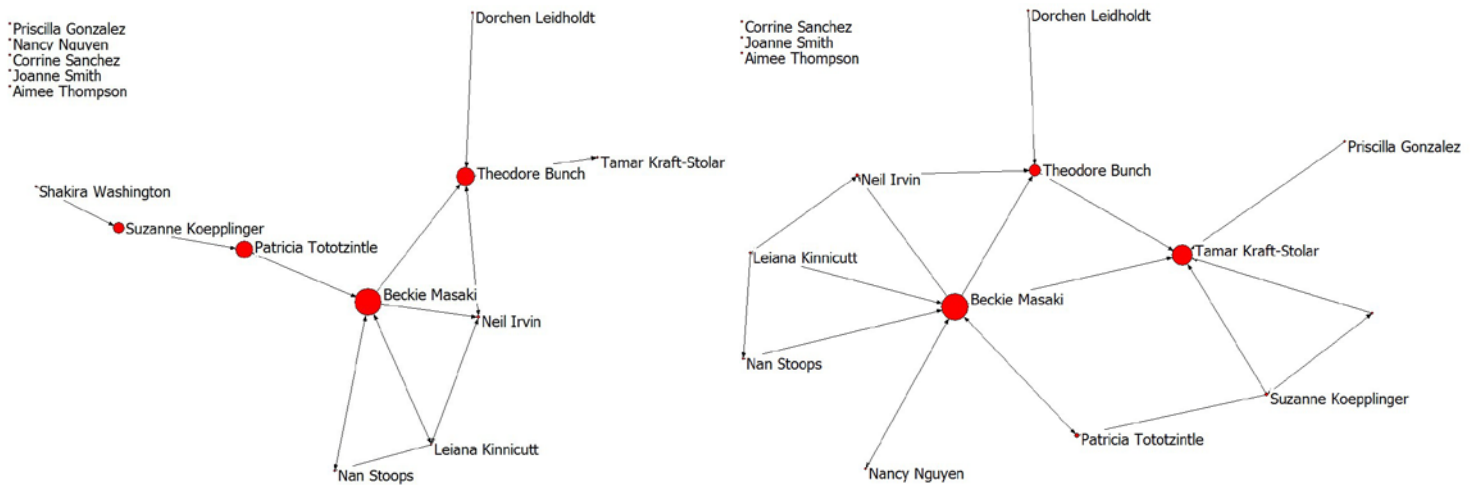 Priscilla Gonzalez
Nancy Nguyen
Corrine Sanchez
Joanne Smith
Aimee Thompson
Dorchen Leidholdt
Theodore Bunch
Tamar Kraft-Stolar
Shakira Washington
Suzanne Koepplinger
Patricia Tototzintle
Beckie Masaki
Neil Irvin
Leiana Kinnicutt
Nan Stoops
Corrine Sanchez
Joanne Smith
Aimee Thompson
Dorchen Leidholdt
Priscilla Gonzalez
Theodore Bunch
Neil Irvin
Tamar Kraft-Stolar
Leiana Kinnicutt
Beckie Masaki
Nan Stoops
Suzanne Koepplinger
Patricia Tototzintle
Nancy Nguyen